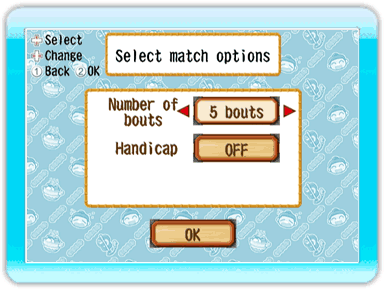 Select
Change
1 Back 2 OK
Select match options
Number of
bouts
5 bouts
Handicap
OFF
OK